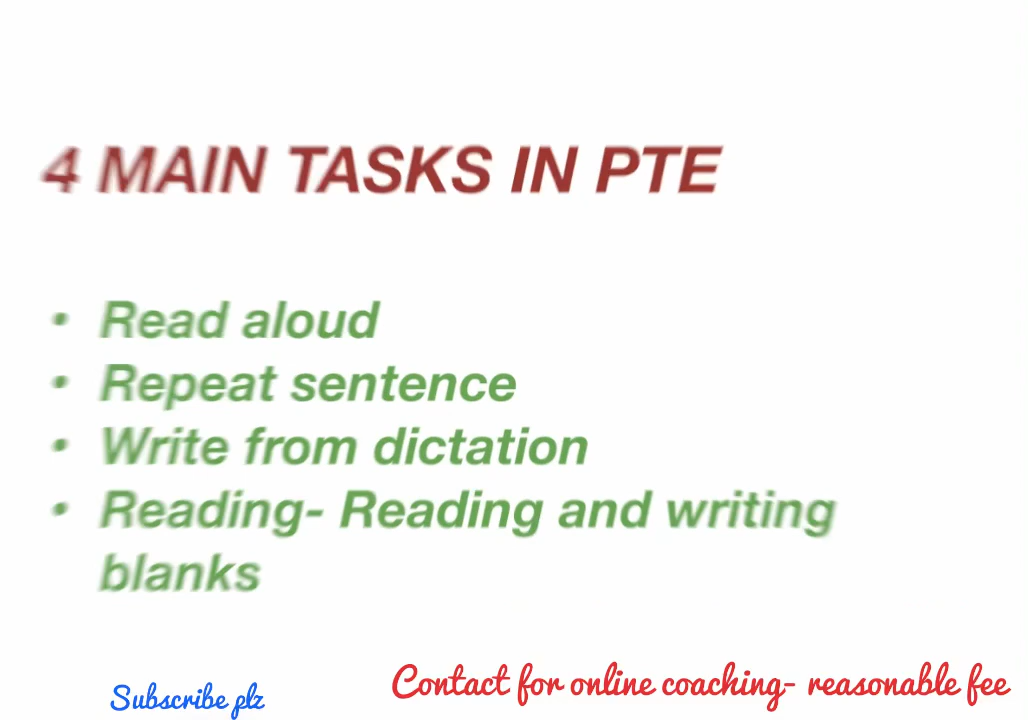 4 MAIN TASKS IN PTE
• Read aloud
• Repeat sentence
• Write from dictation
• Reading- Reading and writing
blanks
Subscribe plz
Contact for online coaching- reasonable fee